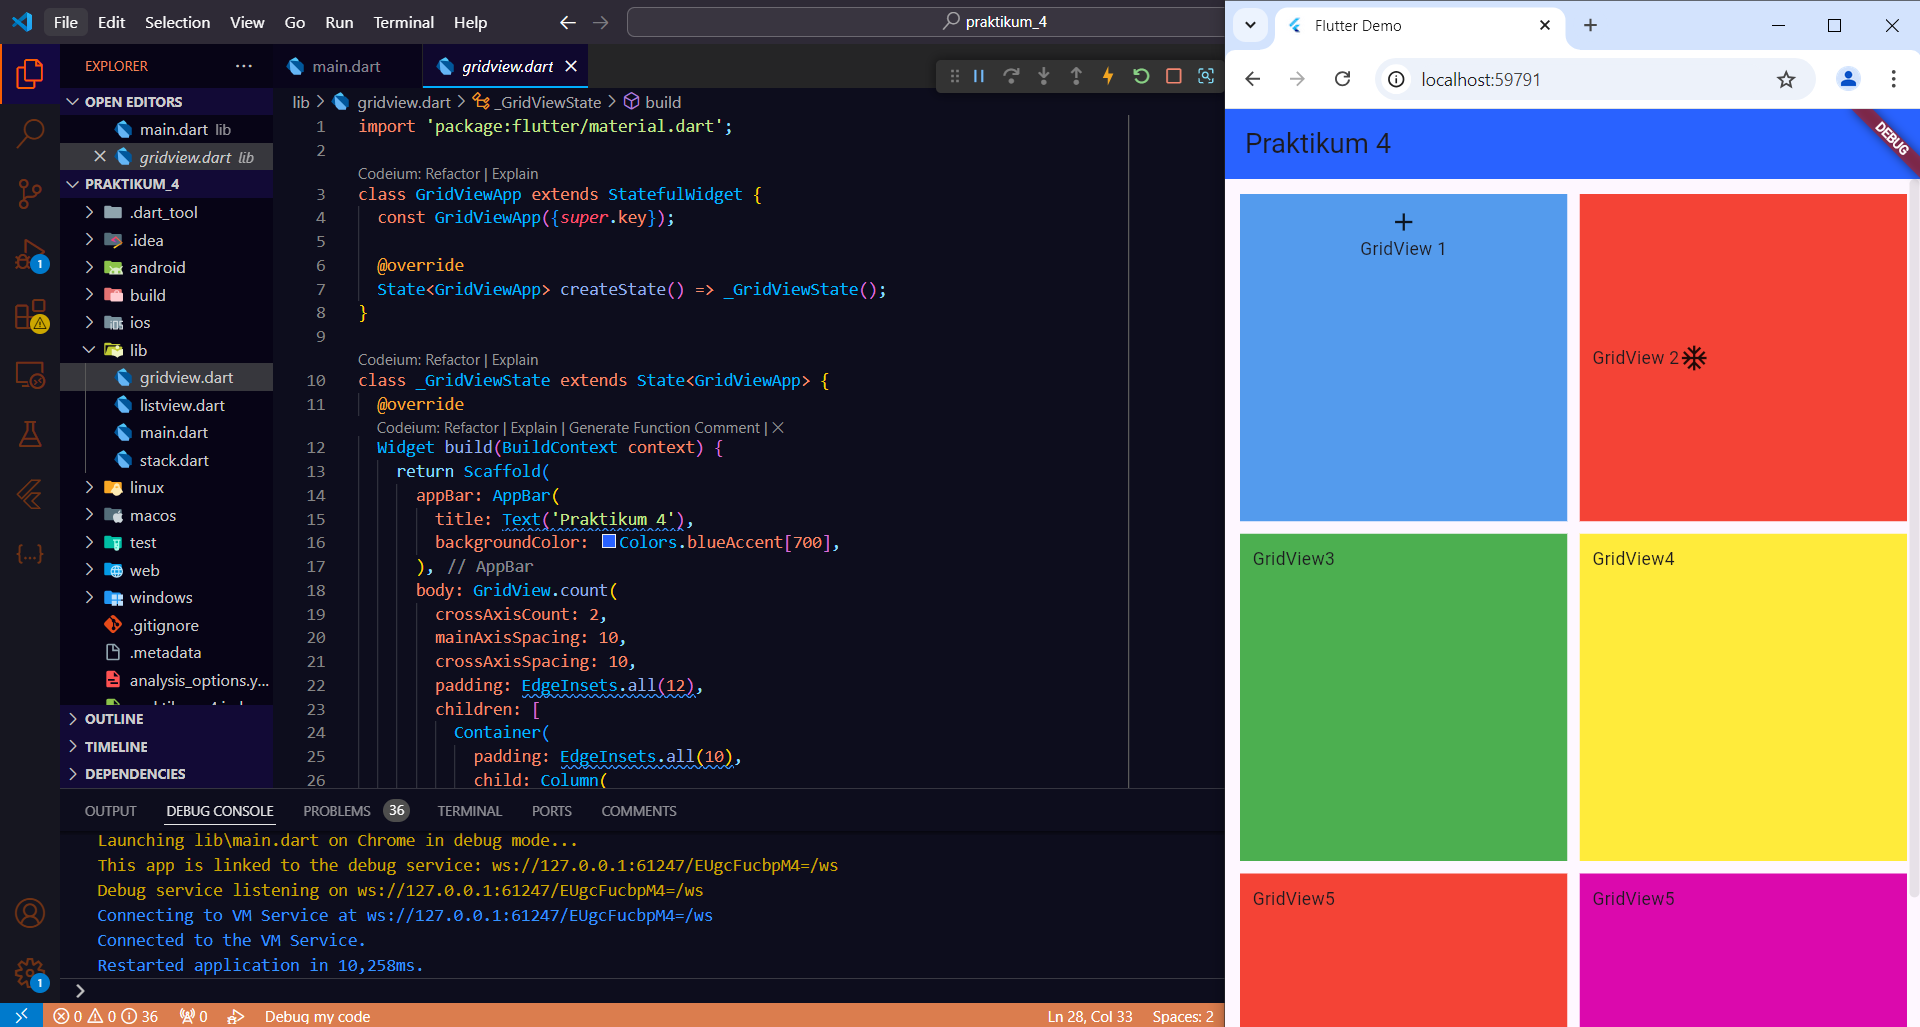 File Edit Selection View Go Run Terminal Help
praktikum_4
EXPLORER
OPEN EDITORS
main.dart lib
gridview.dart lib
PRAKTIKUM_4
.dart_tool
.idea
android
build
ios
lib
gridview.dart
listview.dart
main.dart
stack.dart
linux
macos
test
web
windows
.gitignore
.metadata
analysis_options.y...
OUTLINE
TIMELINE
DEPENDENCIES
main.dart
gridview.dart
lib > gridview.dart > _GridViewState > build
1 import 'package:flutter/material.dart';
2
Codeium: Refactor | Explain
3 class GridViewApp extends StatefulWidget {
4 const GridViewApp({super.key});
5
6 @override
7 State<GridViewApp> createState() => _GridViewState();
8 }
9
Codeium: Refactor | Explain
10 class _GridViewState extends State<GridViewApp> {
11 @override
Codeium: Refactor | Explain | Generate Function Comment | ✕
12 Widget build(BuildContext context) {
13 return Scaffold(
14 appBar: AppBar(
15 title: Text('Praktikum 4'),
16 backgroundColor: Colors.blueAccent[700],
17 ), // AppBar
18 body: GridView.count(
19 crossAxisCount: 2,
20 mainAxisSpacing: 10,
21 crossAxisSpacing: 10,
22 padding: EdgeInsets.all(12),
23 children: [
24 Container(
25 padding: EdgeInsets.all(10),
26 child: Column(
OUTPUT DEBUG CONSOLE PROBLEMS 36 TERMINAL PORTS COMMENTS
Launching lib\main.dart on Chrome in debug mode...
This app is linked to the debug service: ws://127.0.0.1:61247/EUgcFucbpM4=/ws
Debug service listening on ws://127.0.0.1:61247/EUgcFucbpM4=/ws
Connecting to VM Service at ws://127.0.0.1:61247/EUgcFucbpM4=/ws
Connected to the VM Service.
Restarted application in 10,258ms.
1
1
0 0 36 0 Debug my code Ln 28, Col 33 Spaces: 2
Flutter Demo
localhost:59791
Praktikum 4
DEBUG
GridView 1
GridView 2
GridView3
GridView4
GridView5
GridView5